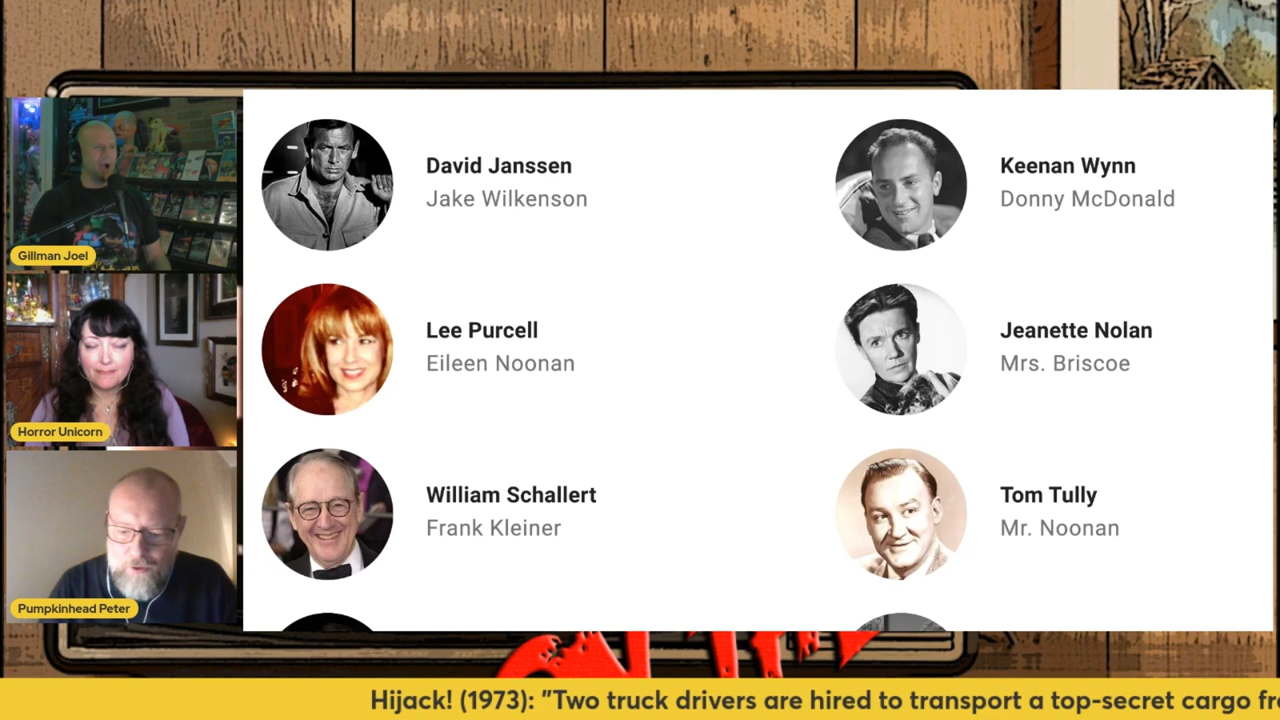 Gillman Joel
Horror Unicorn
Pumpkinhead Peter
David Janssen
Jake Wilkenson
Keenan Wynn
Donny McDonald
Lee Purcell
Eileen Noonan
Jeanette Nolan
Mrs. Briscoe
William Schallert
Frank Kleiner
Tom Tully
Mr. Noonan
Hijack! (1973): "Two truck drivers are hired to transport a top-secret cargo fr